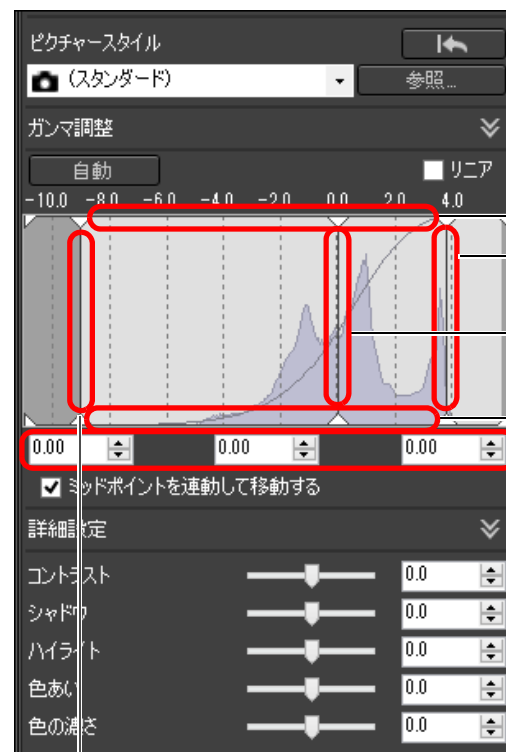 ピクチャースタイル
(スタンダード)
参照...
ガンマ調整
自動
リニア
-10.0 -8.0 -6.0 -4.0 -2.0 0.0 2.0 4.0
0.00 0.00 0.00
ミッドポイントを連動して移動する
詳細設定
コントラスト 0.0
シャドウ 0.0
ハイライト 0.0
色あい 0.0
色の濃さ 0.0